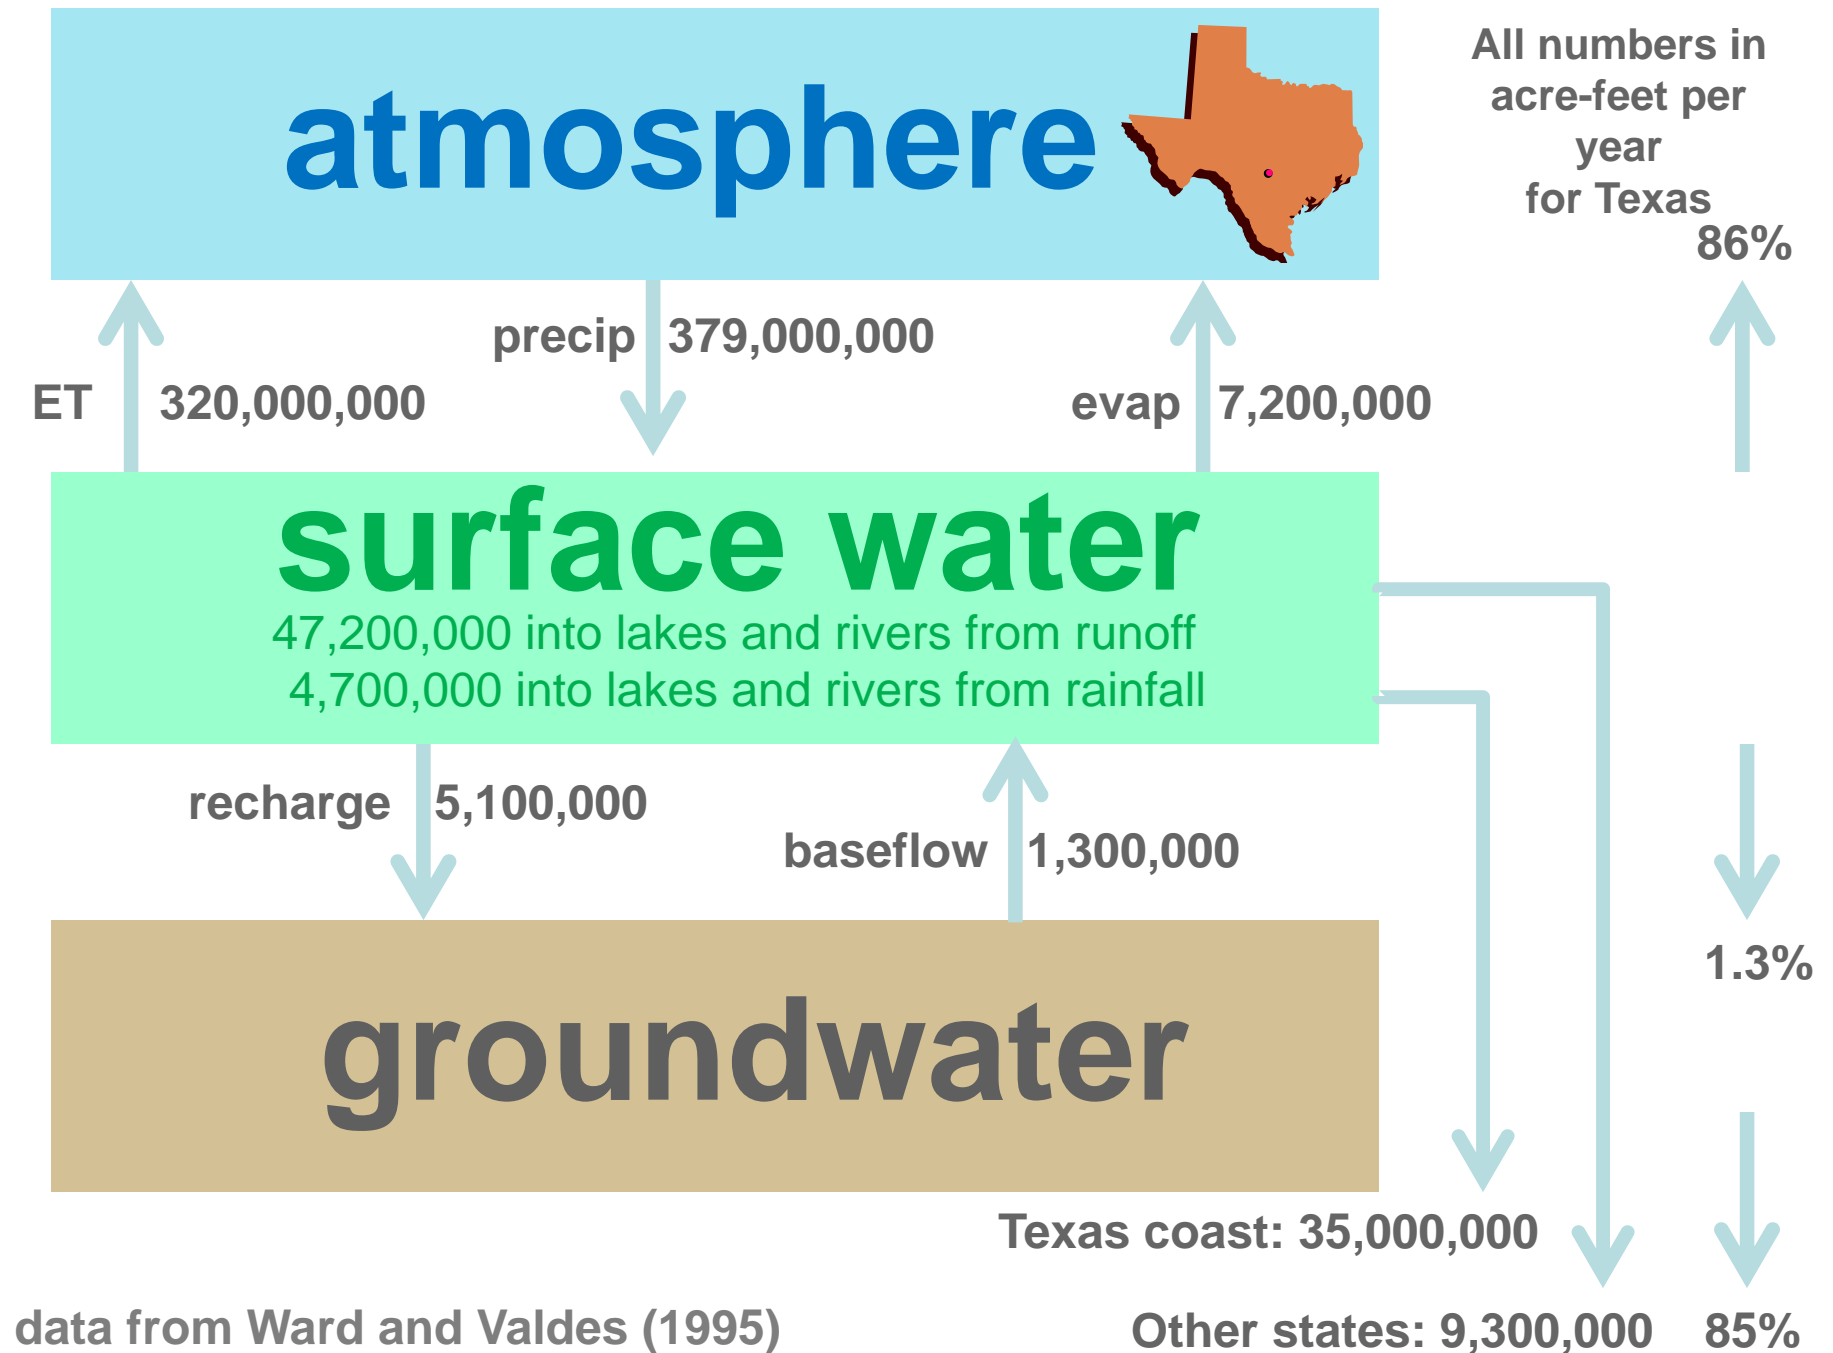 atmosphere
All numbers in
acre-feet per
year
for Texas
86%
precip 379,000,000
ET 320,000,000
evap 7,200,000
surface water
47,200,000 into lakes and rivers from runoff
4,700,000 into lakes and rivers from rainfall
recharge 5,100,000
baseflow 1,300,000
1.3%
groundwater
Texas coast: 35,000,000
data from Ward and Valdes (1995)
Other states: 9,300,000
85%